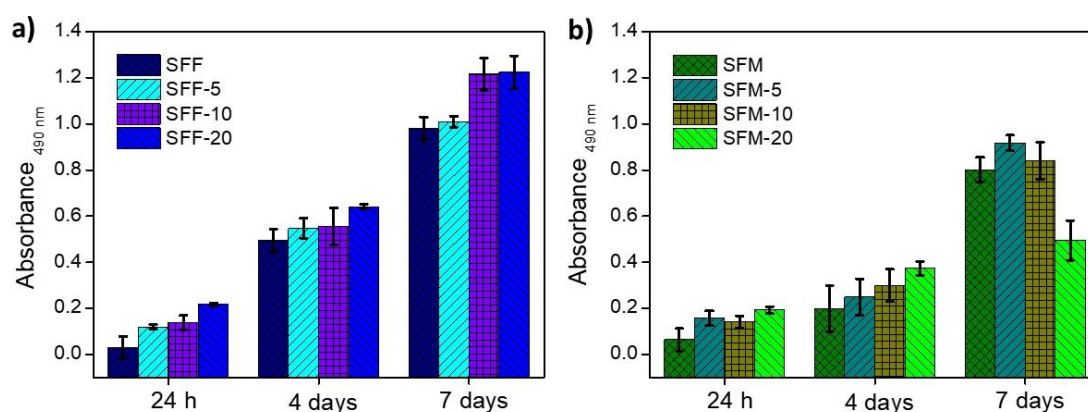 a)
1.4
1.2
1.0
0.8
0.6
0.4
0.2
0.0
Absorbance 490 nm
SFF
SFF-5
SFF-10
SFF-20
24 h 4 days 7 days
b)
1.4
1.2
1.0
0.8
0.6
0.4
0.2
0.0
Absorbance 490 nm
SFM
SFM-5
SFM-10
SFM-20
24 h 4 days 7 days